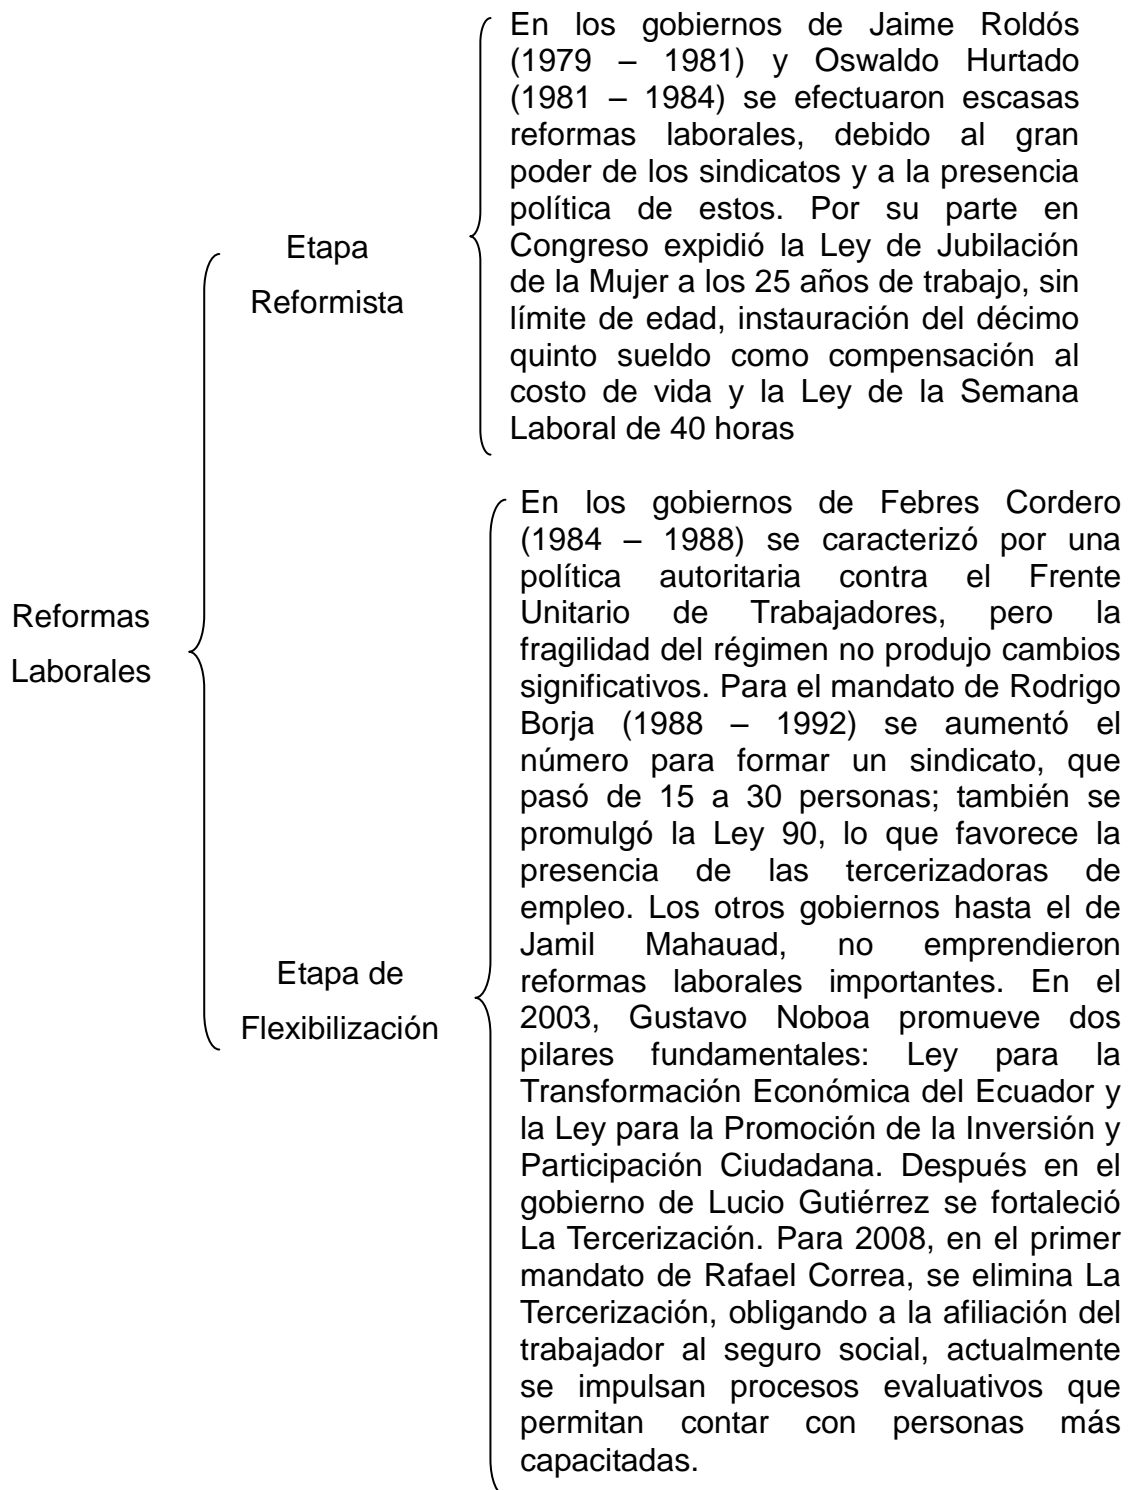 Reformas
Laborales
Etapa
Reformista
En los gobiernos de Jaime Roldós
(1979 – 1981) y Oswaldo Hurtado
(1981 – 1984) se efectuaron escasas
reformas laborales, debido al gran
poder de los sindicatos y a la presencia
política de estos. Por su parte en
Congreso expidió la Ley de Jubilación
de la Mujer a los 25 años de trabajo, sin
límite de edad, instauración del décimo
quinto sueldo como compensación al
costo de vida y la Ley de la Semana
Laboral de 40 horas
Etapa de
Flexibilización
En los gobiernos de Febres Cordero
(1984 – 1988) se caracterizó por una
política autoritaria contra el Frente
Unitario de Trabajadores, pero la
fragilidad del régimen no produjo cambios
significativos. Para el mandato de Rodrigo
Borja (1988 – 1992) se aumentó el
número para formar un sindicato, que
pasó de 15 a 30 personas; también se
promulgó la Ley 90, lo que favorece la
presencia de las tercerizadoras de
empleo. Los otros gobiernos hasta el de
Jamil Mahauad, no emprendieron
reformas laborales importantes. En el
2003, Gustavo Noboa promueve dos
pilares fundamentales: Ley para la
Transformación Económica del Ecuador y
la Ley para la Promoción de la Inversión y
Participación Ciudadana. Después en el
gobierno de Lucio Gutiérrez se fortaleció
La Tercerización. Para 2008, en el primer
mandato de Rafael Correa, se elimina La
Tercerización, obligando a la afiliación del
trabajador al seguro social, actualmente
se impulsan procesos evaluativos que
permitan contar con personas más
capacitadas.